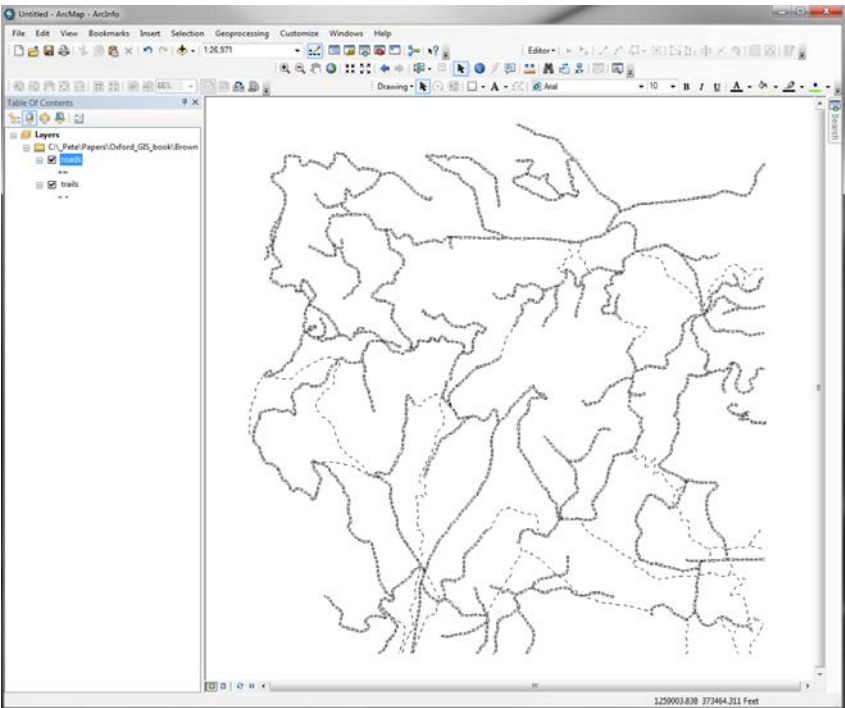 Untitled - ArcMap - ArcInfo
File Edit View Bookmarks Insert Selection Geoprocessing Customize Windows Help
1:26,971
Editor
66%
Drawing
Arial
10
B I U A
Table Of Contents
Search
Layers
C:\_Pete\Papers\Oxford_GIS_book\Brown
roads
trails
1259003.838 373464.311 Feet